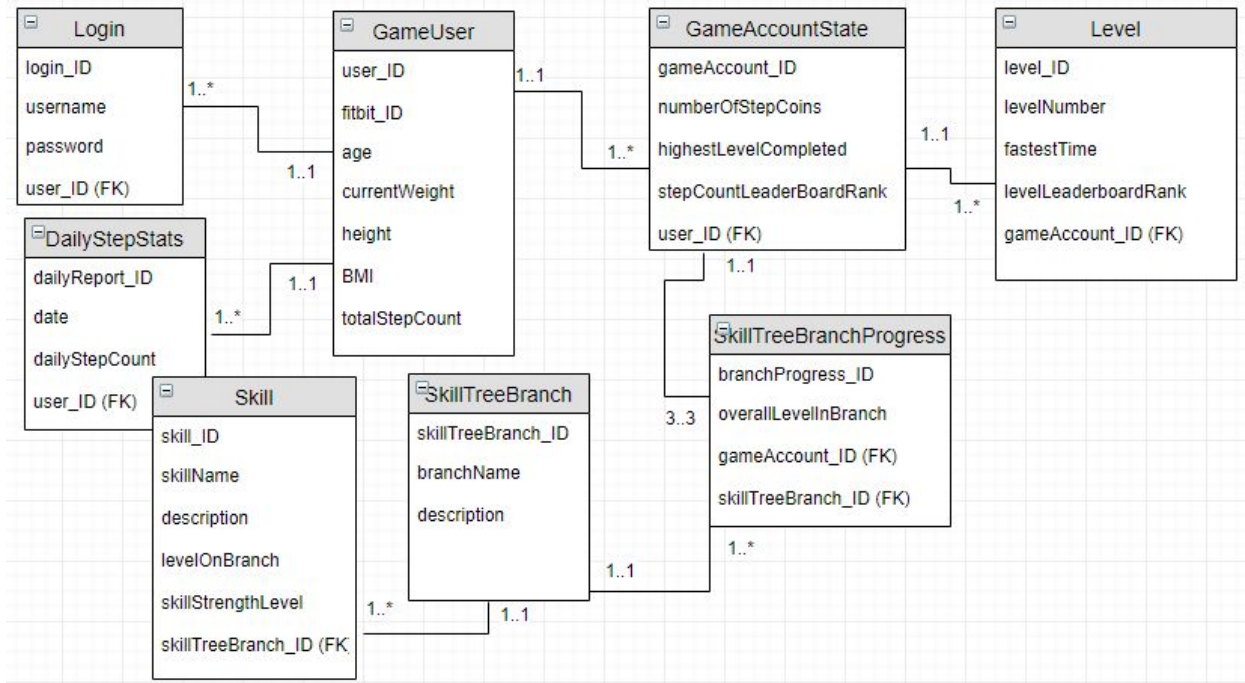 Login
login_ID
username
password
user_ID (FK)
1..*
1..1
GameUser
user_ID
fitbit_ID
age
currentWeight
height
BMI
totalStepCount
1..1
1..*
GameAccountState
gameAccount_ID
numberOfStepCoins
highestLevelCompleted
stepCountLeaderBoardRank
user_ID (FK)
1..1
1..*
Level
level_ID
levelNumber
fastestTime
levelLeaderboardRank
gameAccount_ID (FK)
DailyStepStats
dailyReport_ID
date
dailyStepCount
user_ID (FK)
1..*
1..1
1..1
3..3
SkillTreeBranchProgress
branchProgress_ID
overallLevelInBranch
gameAccount_ID (FK)
skillTreeBranch_ID (FK)
1..*
1..1
SkillTreeBranch
skillTreeBranch_ID
branchName
description
1..1
1..*
Skill
skill_ID
skillName
description
levelOnBranch
skillStrengthLevel
skillTreeBranch_ID (FK